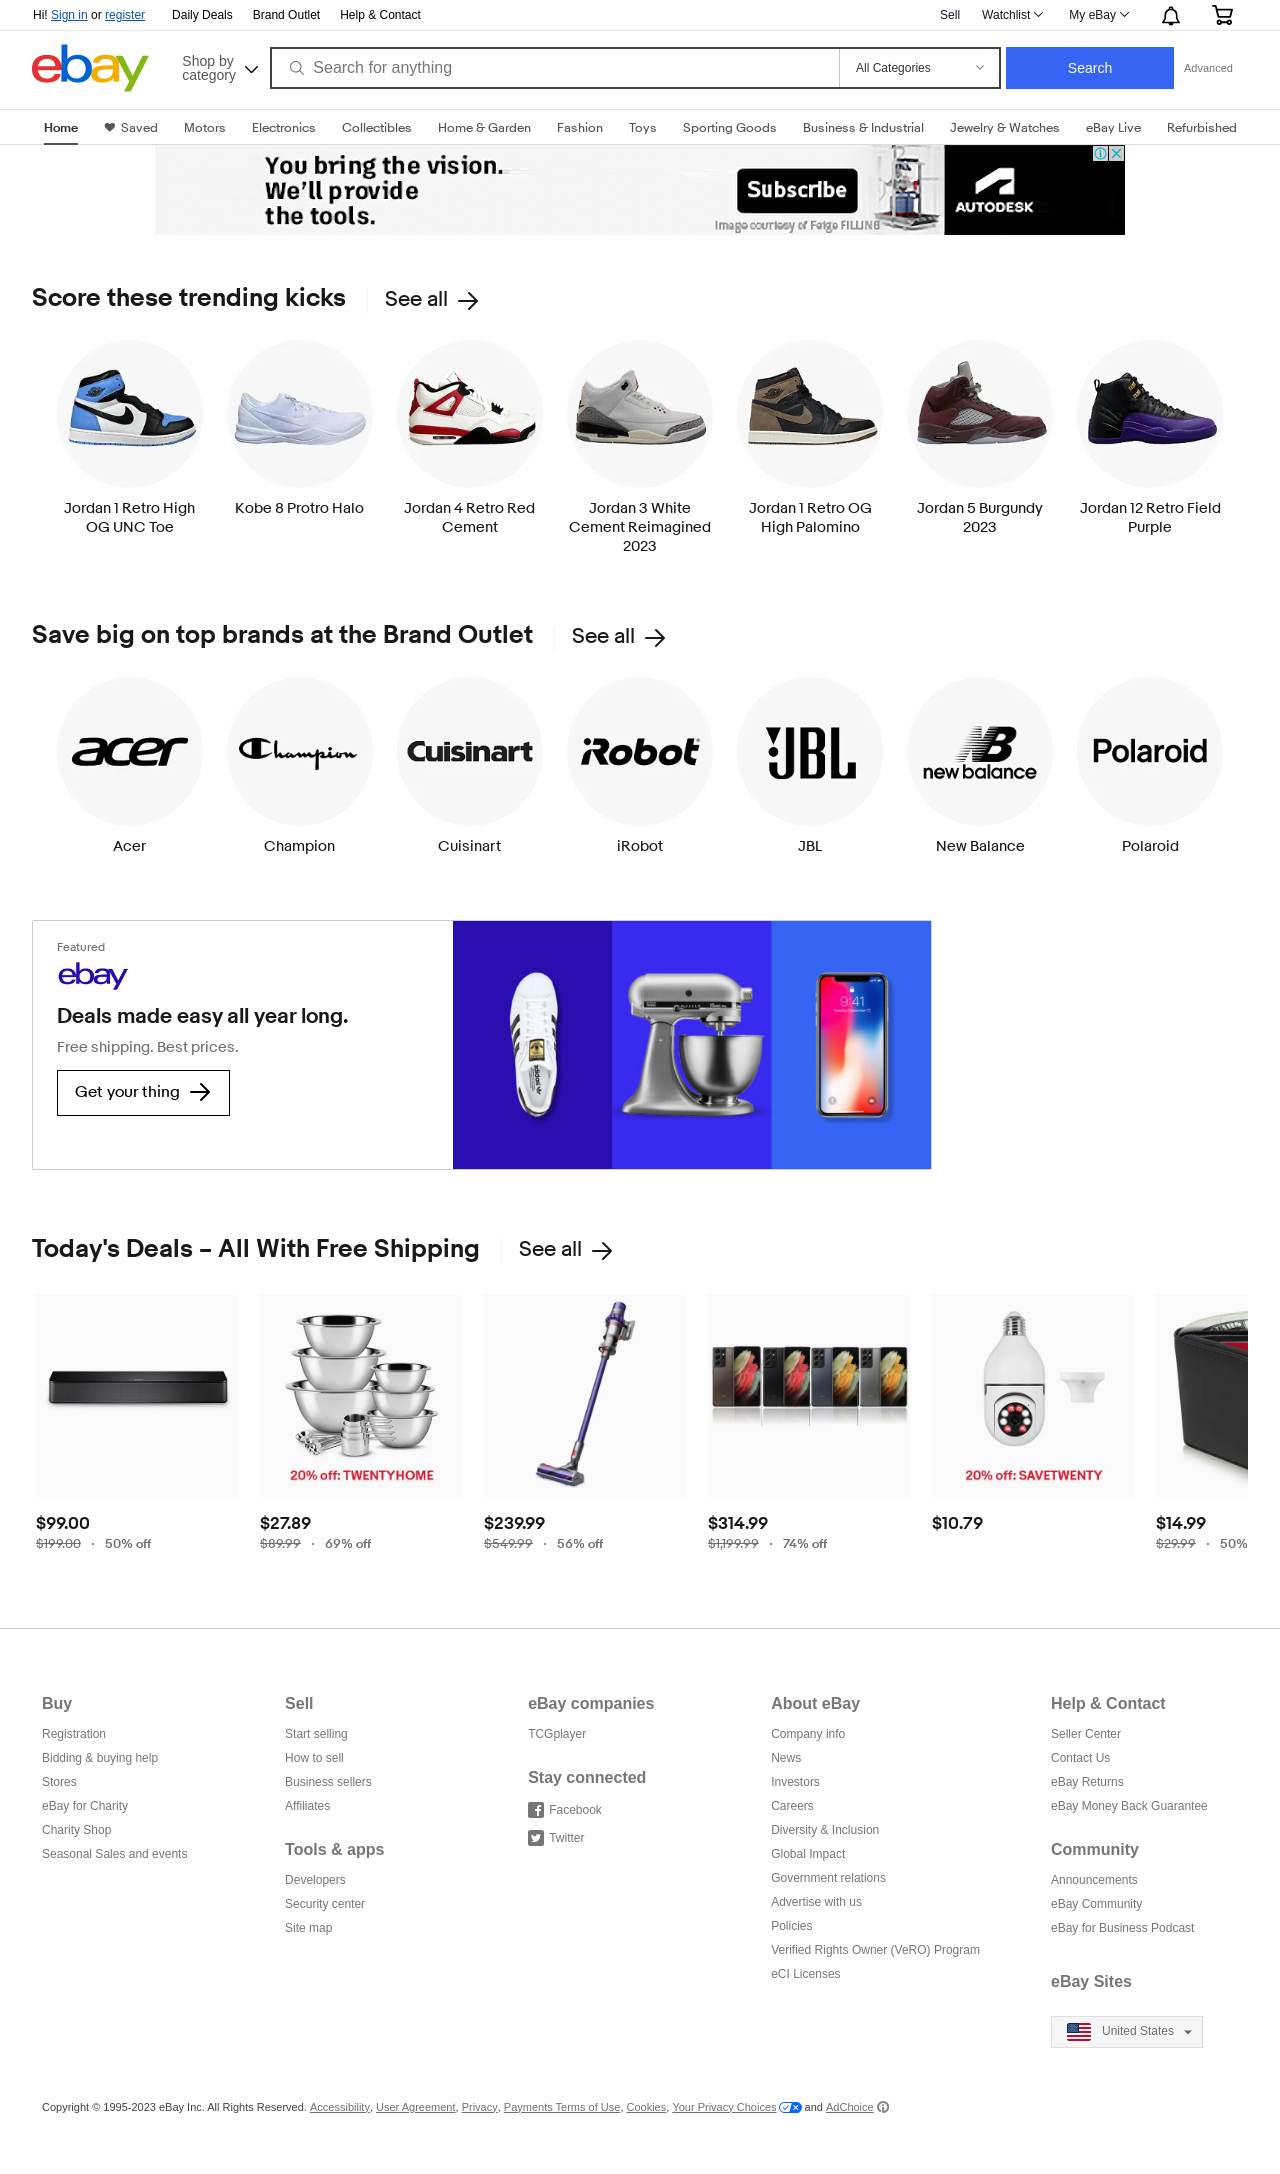 Hi! Sign in or register Daily Deals Brand Outlet Help & Contact Sell Watchlist My eBay
ebay Shop by category Search for anything All Categories Search Advanced
Home Saved Motors Electronics Collectibles Home & Garden Fashion Toys Sporting Goods Business & Industrial Jewelry & Watches eBay Live Refurbished
You bring the vision.
We'll provide
the tools.
Subscribe
Image courtesy of Feige FILLING
AUTODESK
Score these trending kicks See all
Jordan 1 Retro High OG UNC Toe
Kobe 8 Protro Halo
Jordan 4 Retro Red Cement
Jordan 3 White Cement Reimagined 2023
Jordan 1 Retro OG High Palomino
Jordan 5 Burgundy 2023
Jordan 12 Retro Field Purple
Save big on top brands at the Brand Outlet See all
acer Champion Cuisinart iRobot JBL NB new balance Polaroid
Acer Champion Cuisinart iRobot JBL New Balance Polaroid
Featured
ebay
Deals made easy all year long.
Free shipping. Best prices.
Get your thing
adidas
9:41
Today's Deals – All With Free Shipping See all
20% off: TWENTYHOME
20% off: SAVETWENTY
$99.00 $27.89 $239.99 $314.99 $10.79 $14.99
$199.00 · 50% off $89.99 · 69% off $549.99 · 56% off $1,199.99 · 74% off $29.99 · 50%
Buy
Registration
Bidding & buying help
Stores
eBay for Charity
Charity Shop
Seasonal Sales and events
Sell
Start selling
How to sell
Business sellers
Affiliates
Tools & apps
Developers
Security center
Site map
eBay companies
TCGplayer
Stay connected
Facebook
Twitter
About eBay
Company info
News
Investors
Careers
Diversity & Inclusion
Global Impact
Government relations
Advertise with us
Policies
Verified Rights Owner (VeRO) Program
eCI Licenses
Help & Contact
Seller Center
Contact Us
eBay Returns
eBay Money Back Guarantee
Community
Announcements
eBay Community
eBay for Business Podcast
eBay Sites
United States
Copyright © 1995-2023 eBay Inc. All Rights Reserved. Accessibility, User Agreement, Privacy, Payments Terms of Use, Cookies, Your Privacy Choices and AdChoice